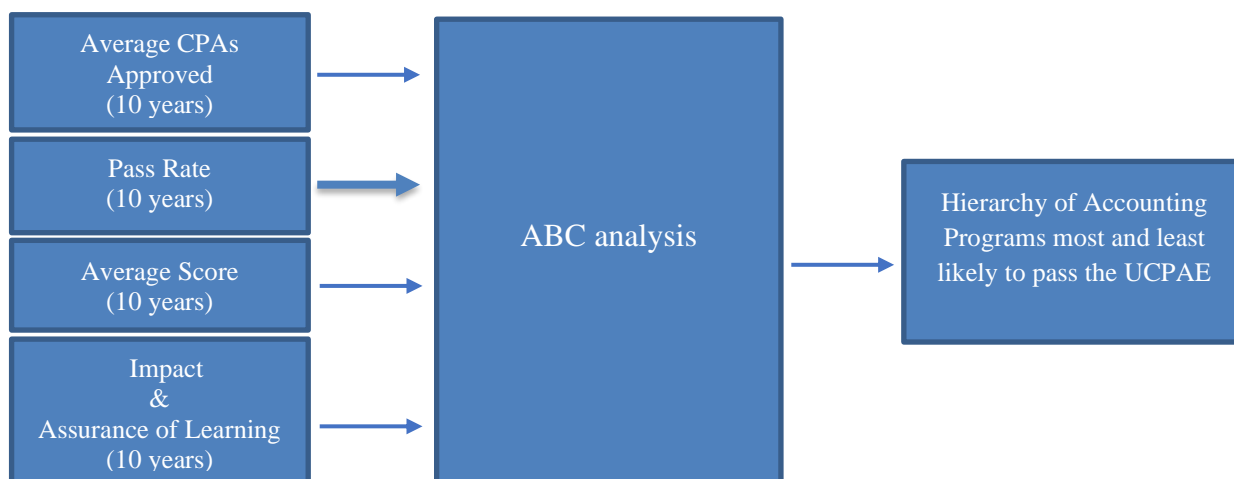 Average CPAs
Approved
(10 years)
Pass Rate
(10 years)
Average Score
(10 years)
Impact
&
Assurance of Learning
(10 years)
ABC analysis
Hierarchy of Accounting
Programs most and least
likely to pass the UCPAE